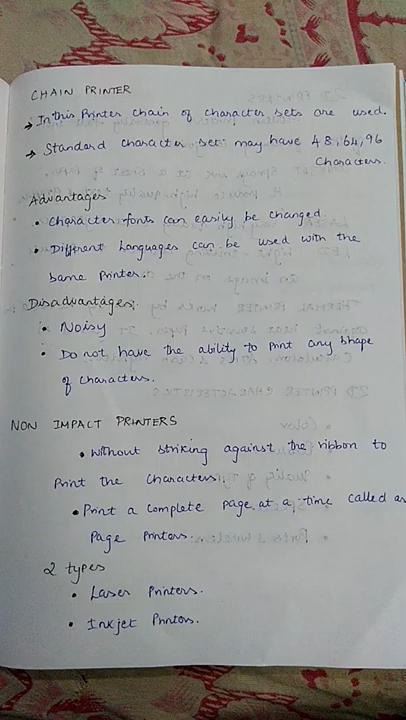 CHAIN PRINTER
→ In this Printer chain of character sets are used.
→ Standard character set may have 48, 64, 96
characters.
Advantages
• Character fonts can easily be changed.
• Different Languages can be used with the
same Printer.
Disadvantages:
• Noisy
• Do not have the ability to Print any shape
of characters.
NON IMPACT PRINTERS
• Without striking against the ribbon to
Print the characters.
• Print a complete page at a time called as
Page Printers.
2 types
• Laser Printers.
• Inkjet Printers.